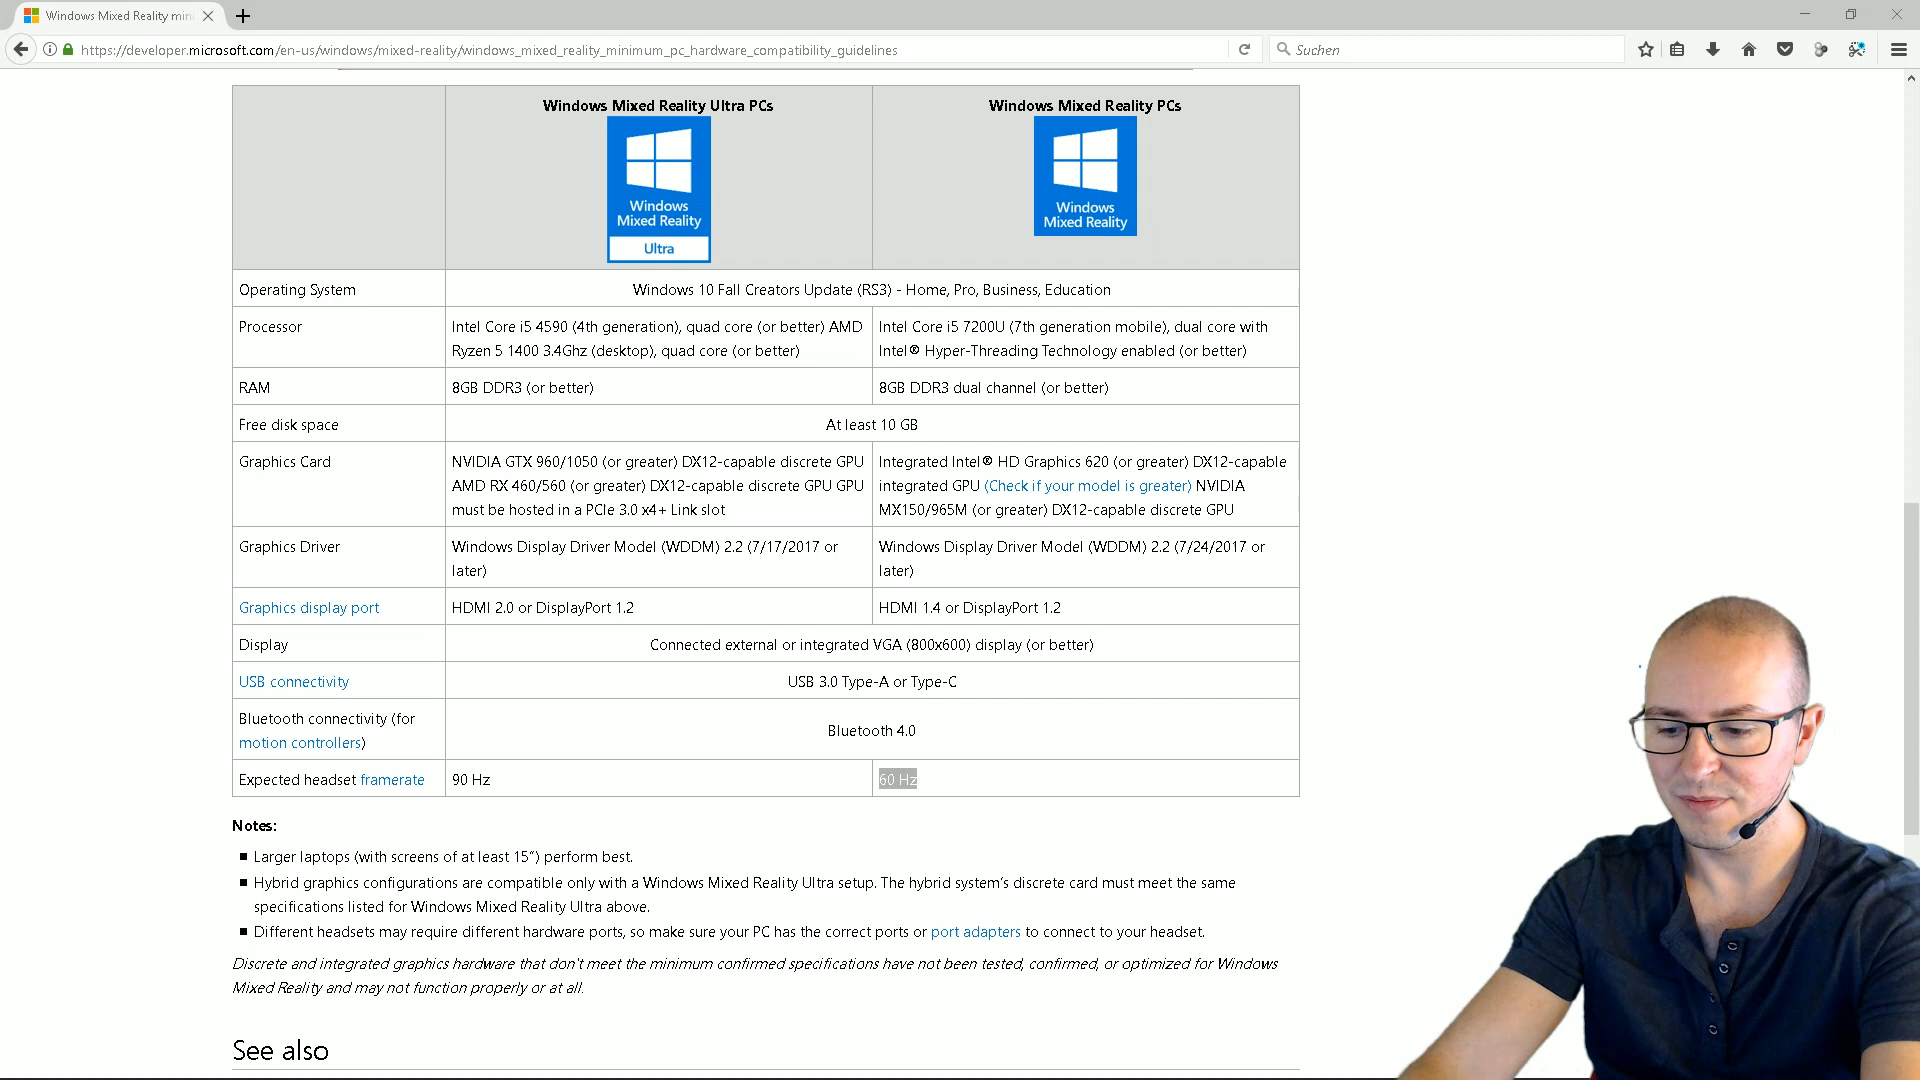 Windows Mixed Reality min
https://developer.microsoft.com/en-us/windows/mixed-reality/windows_mixed_reality_minimum_pc_hardware_compatibility_guidelines
Suchen
Windows Mixed Reality Ultra PCs
Windows Mixed Reality PCs
Windows
Mixed Reality
Ultra
Windows
Mixed Reality
Operating System
Windows 10 Fall Creators Update (RS3) - Home, Pro, Business, Education
Processor
Intel Core i5 4590 (4th generation), quad core (or better) AMD
Ryzen 5 1400 3.4Ghz (desktop), quad core (or better)
Intel Core i5 7200U (7th generation mobile), dual core with
Intel® Hyper-Threading Technology enabled (or better)
RAM
8GB DDR3 (or better)
8GB DDR3 dual channel (or better)
Free disk space
At least 10 GB
Graphics Card
NVIDIA GTX 960/1050 (or greater) DX12-capable discrete GPU
AMD RX 460/560 (or greater) DX12-capable discrete GPU GPU
must be hosted in a PCIe 3.0 x4+ Link slot
Integrated Intel® HD Graphics 620 (or greater) DX12-capable
integrated GPU (Check if your model is greater) NVIDIA
MX150/965M (or greater) DX12-capable discrete GPU
Graphics Driver
Windows Display Driver Model (WDDM) 2.2 (7/17/2017 or
later)
Windows Display Driver Model (WDDM) 2.2 (7/24/2017 or
later)
Graphics display port
HDMI 2.0 or DisplayPort 1.2
HDMI 1.4 or DisplayPort 1.2
Display
Connected external or integrated VGA (800x600) display (or better)
USB connectivity
USB 3.0 Type-A or Type-C
Bluetooth connectivity (for
motion controllers)
Bluetooth 4.0
Expected headset framerate
90 Hz
60 Hz
Notes:
Larger laptops (with screens of at least 15") perform best.
Hybrid graphics configurations are compatible only with a Windows Mixed Reality Ultra setup. The hybrid system's discrete card must meet the same
specifications listed for Windows Mixed Reality Ultra above.
Different headsets may require different hardware ports, so make sure your PC has the correct ports or port adapters to connect to your headset.
Discrete and integrated graphics hardware that don't meet the minimum confirmed specifications have not been tested, confirmed, or optimized for Windows
Mixed Reality and may not function properly or at all.
See also